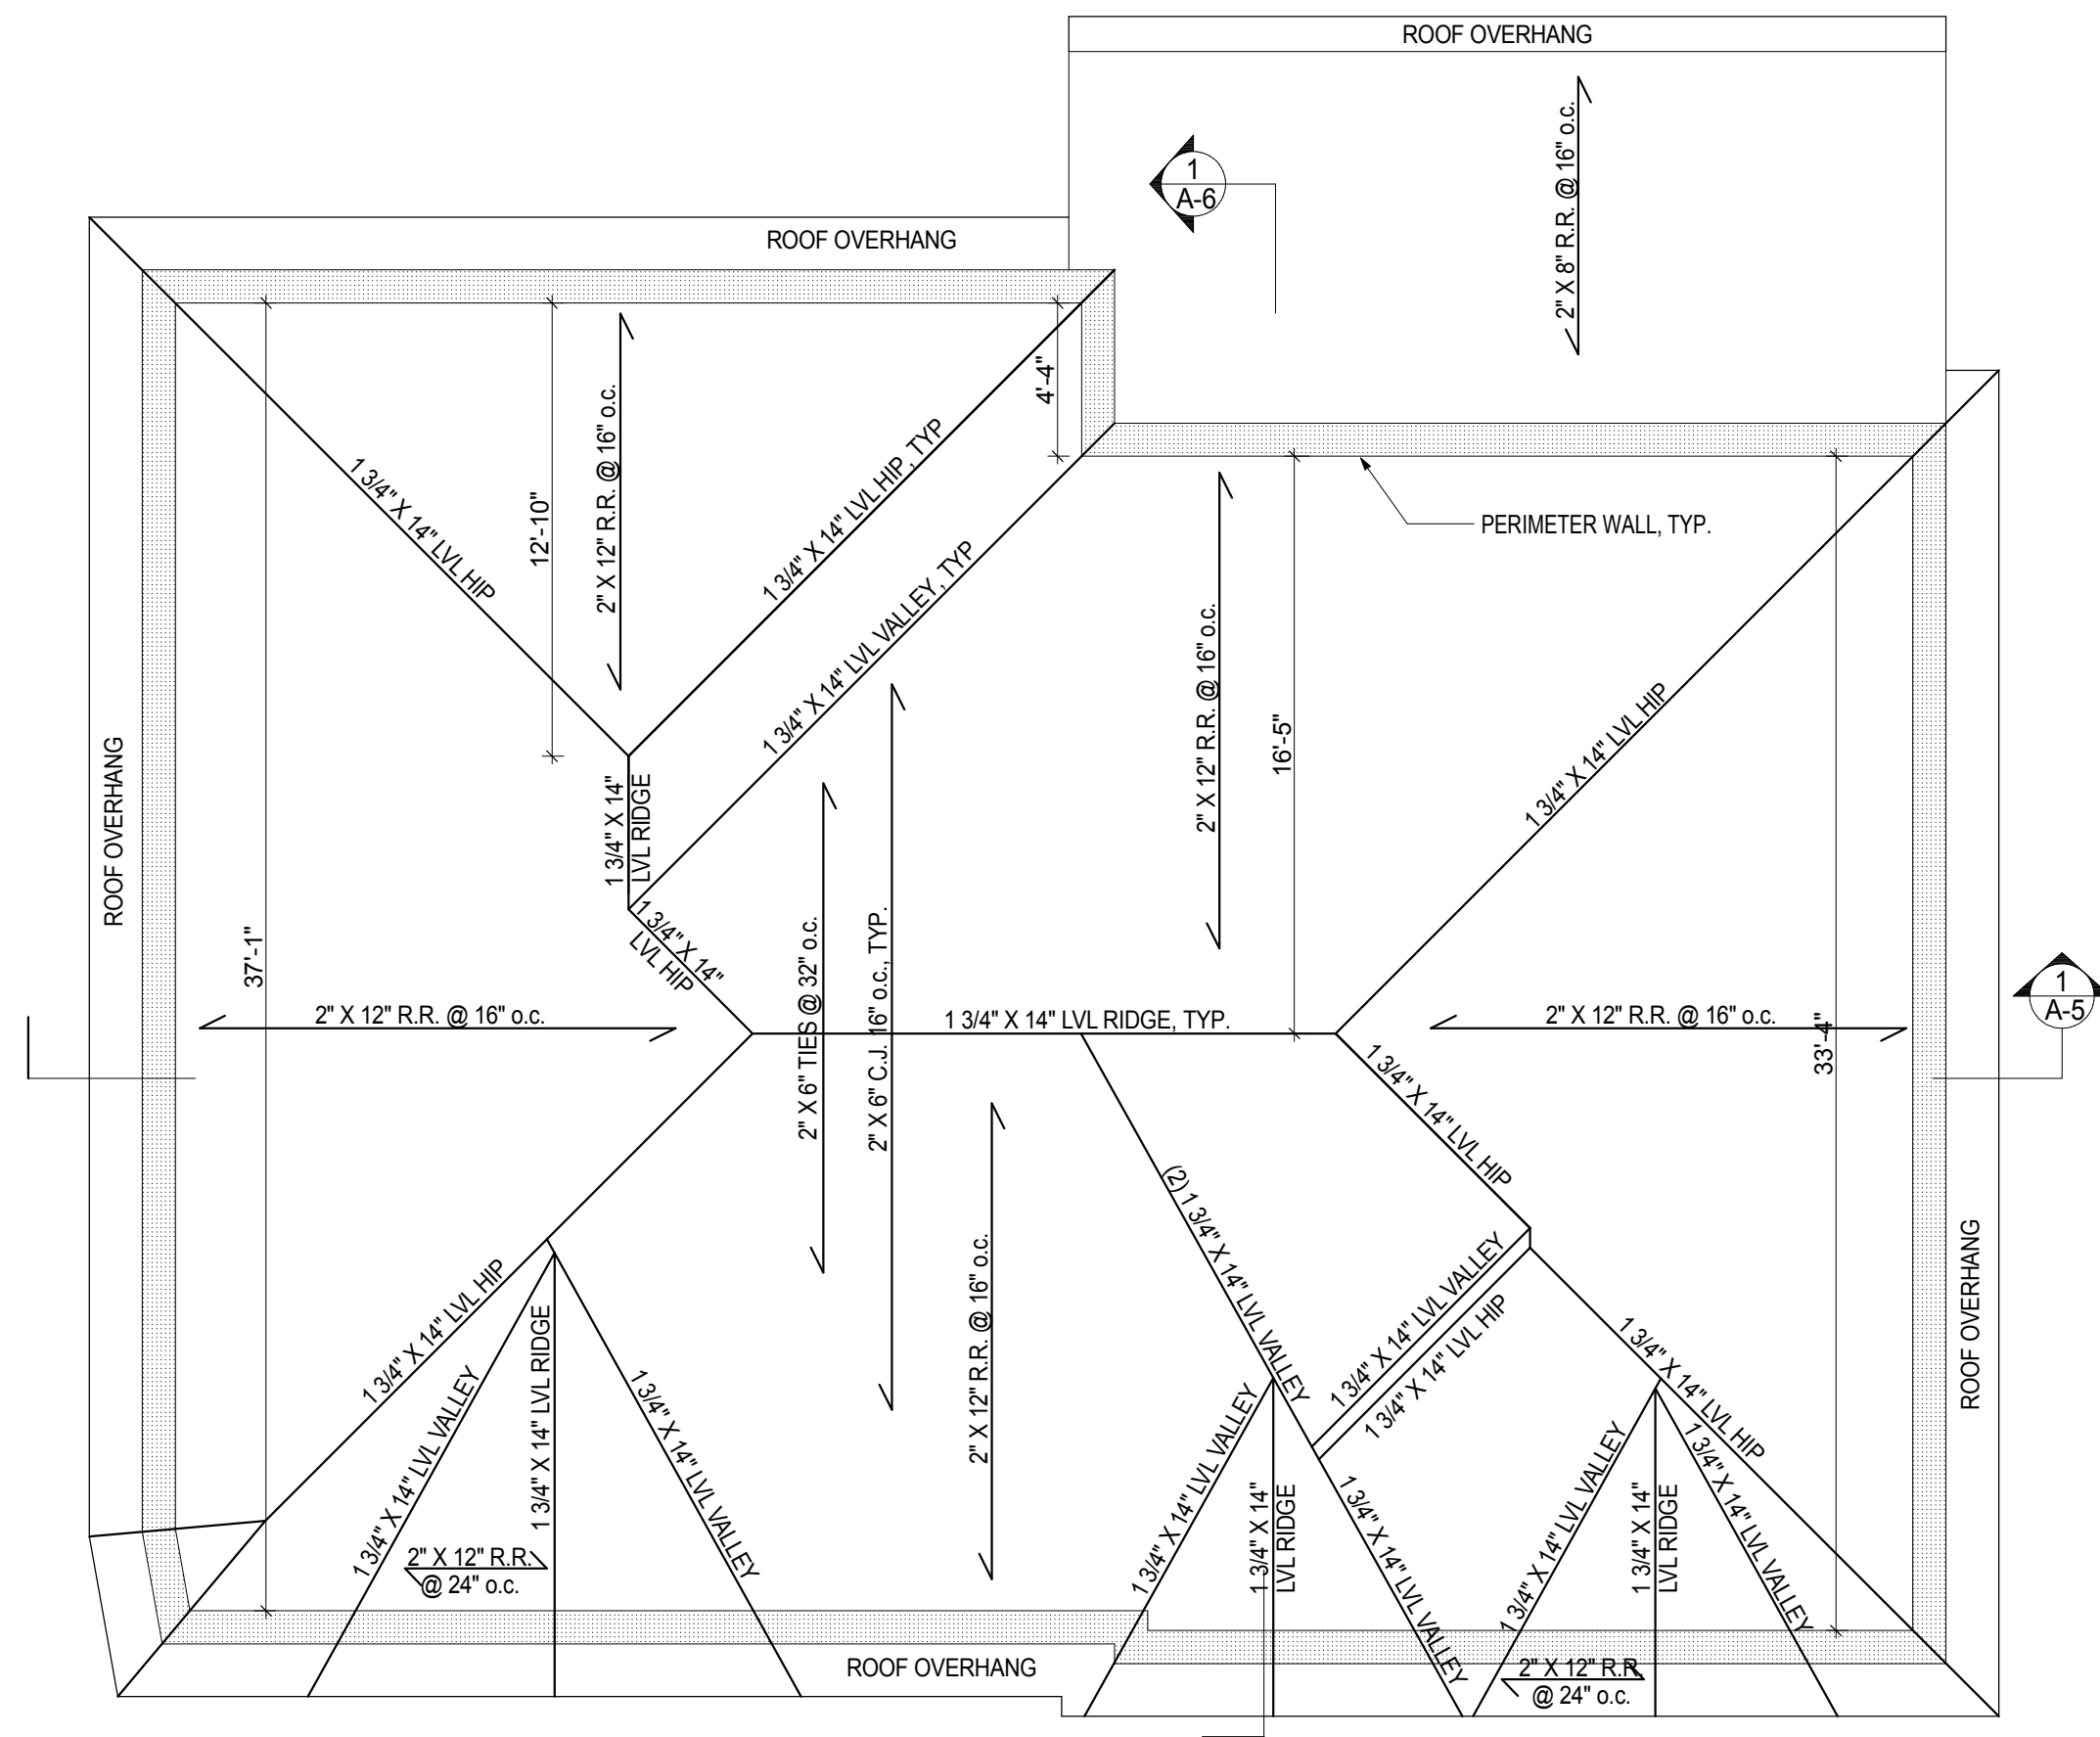 ROOF OVERHANG
2" X 8" R.R. @ 16" o.c.
1
A-6
ROOF OVERHANG
4'-4"
12'-10"
2" X 12" R.R. @ 16" o.c.
1 3/4" X 14" LVL HIP
1 3/4" X 14" LVL HIP, TYP
1 3/4" X 14" LVL VALLEY, TYP
PERIMETER WALL, TYP.
2" X 12" R.R. @ 16" o.c.
16'-5"
1 3/4" X 14" LVL HIP
ROOF OVERHANG
1 3/4" X 14"
LVL RIDGE
1 3/4" X 14"
LVL HIP
37'-1"
2" X 6" TIES @ 32" o.c.
2" X 6" C.J. 16" o.c., TYP.
2" X 12" R.R. @ 16" o.c.
1 3/4" X 14" LVL RIDGE, TYP.
2" X 12" R.R. @ 16" o.c.
33'-4"
1
A-5
1 3/4" X 14" LVL HIP
(2) 1 3/4" X 14" LVL VALLEY
2" X 12" R.R. @ 16" o.c.
1 3/4" X 14" LVL VALLEY
1 3/4" X 14" LVL HIP
ROOF OVERHANG
1 3/4" X 14" LVL HIP
1 3/4" X 14" LVL VALLEY
1 3/4" X 14" LVL RIDGE
1 3/4" X 14" LVL VALLEY
1 3/4" X 14" LVL HIP
1 3/4" X 14" LVL VALLEY
1 3/4" X 14"
LVL RIDGE
1 3/4" X 14" LVL VALLEY
1 3/4" X 14" LVL VALLEY
1 3/4" X 14"
LVL RIDGE
1 3/4" X 14" LVL VALLEY
2" X 12" R.R.
@ 24" o.c.
ROOF OVERHANG
2" X 12" R.R.
@ 24" o.c.